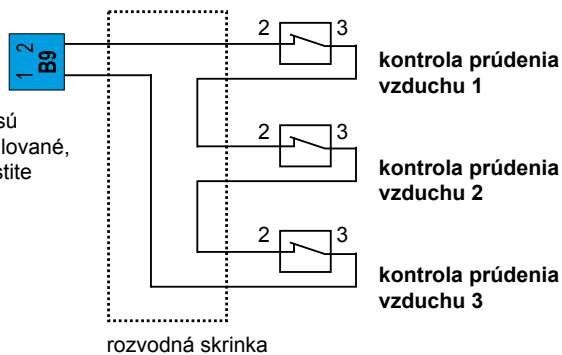 2 3
1 2
B9
kontrola prúdenia
vzduchu 1
sú
lované,
stite
2 3
kontrola prúdenia
vzduchu 2
2 3
kontrola prúdenia
vzduchu 3
rozvodná skrinka